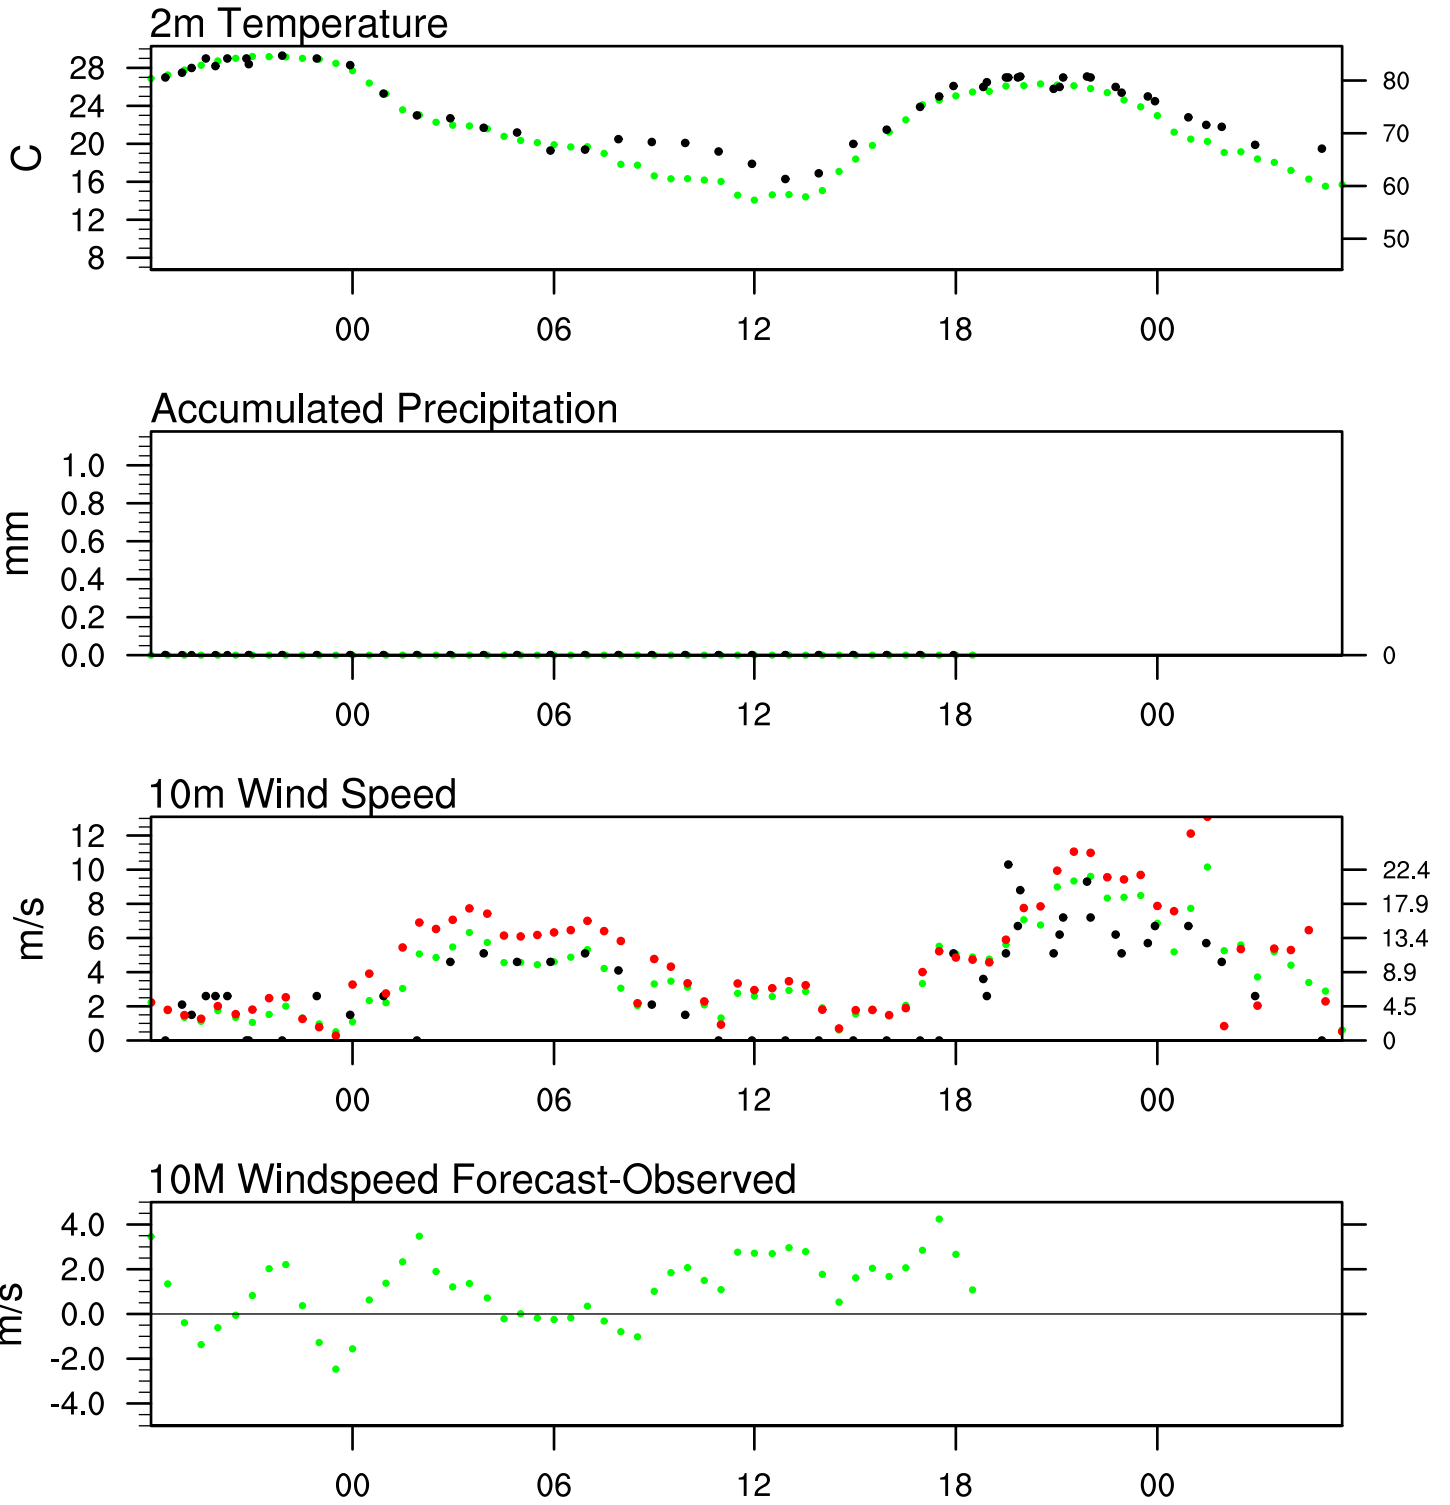 2m Temperature
28
24
20
16
12
8
C
80
70
60
50
00 06 12 18 00
Accumulated Precipitation
1.0
0.8
0.6
0.4
0.2
0.0
mm
0
00 06 12 18 00
10m Wind Speed
12
10
8
6
4
2
0
m/s
22.4
17.9
13.4
8.9
4.5
0
00 06 12 18 00
10M Windspeed Forecast-Observed
4.0
2.0
0.0
-2.0
-4.0
m/s
00 06 12 18 00